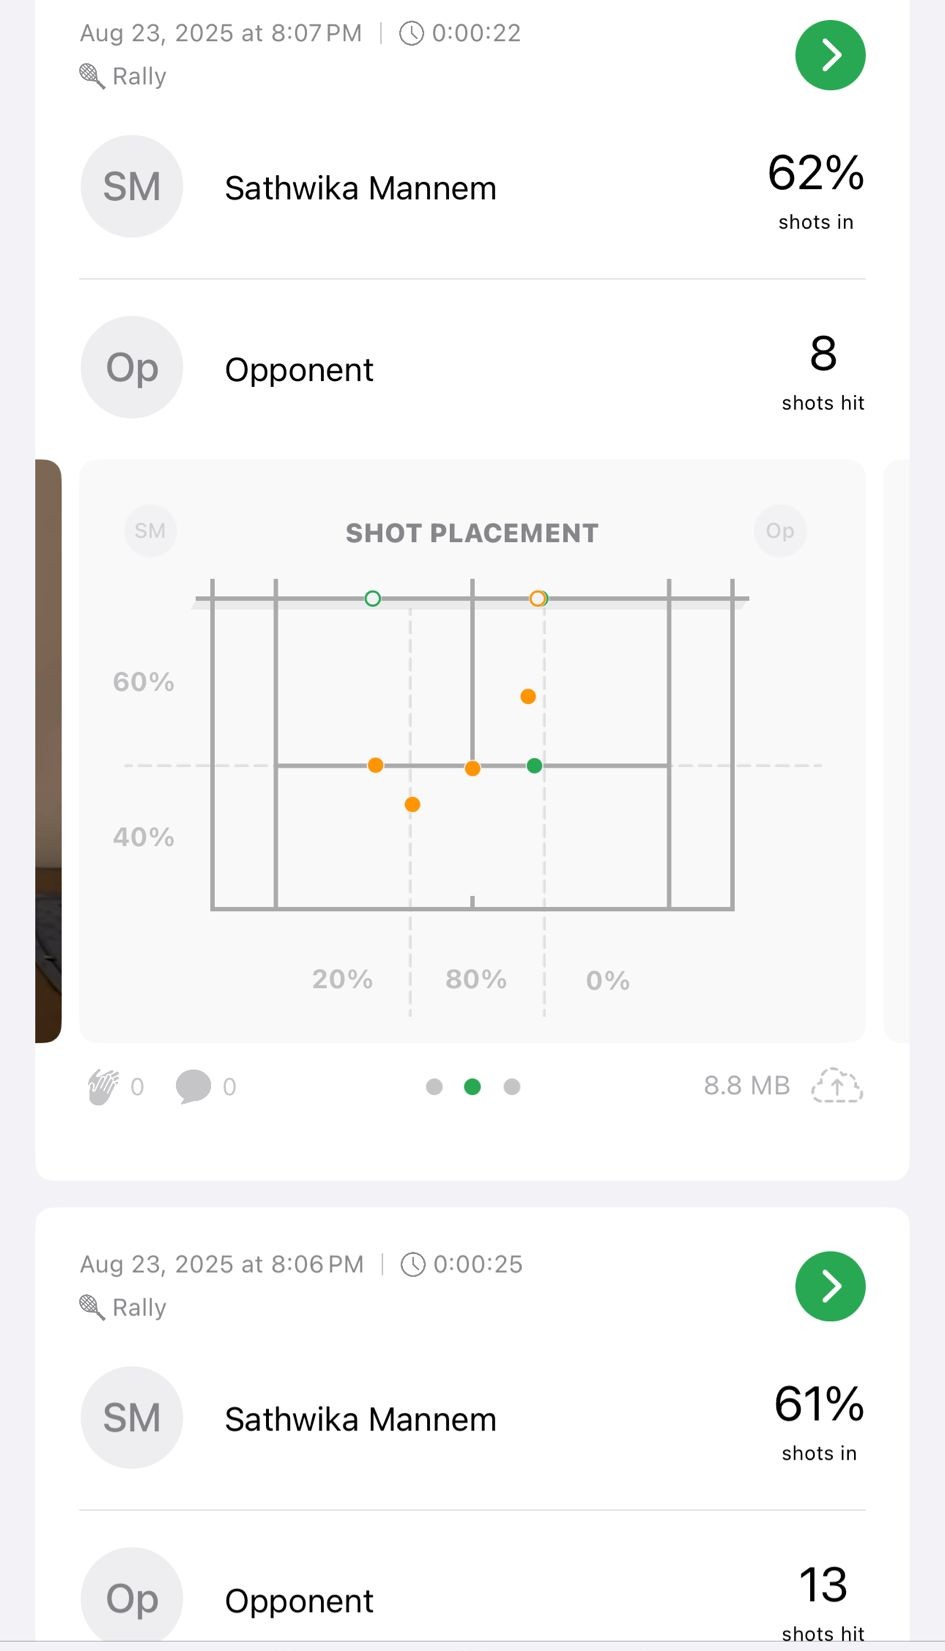 Aug 23, 2025 at 8:07 PM | 0:00:22
Rally
SM Sathwika Mannem 62%
shots in
Op Opponent 8
shots hit
SM SHOT PLACEMENT Op
60%
40%
20% 80% 0%
0 0 8.8 MB
Aug 23, 2025 at 8:06 PM | 0:00:25
Rally
SM Sathwika Mannem 61%
shots in
Op Opponent 13
shots hit